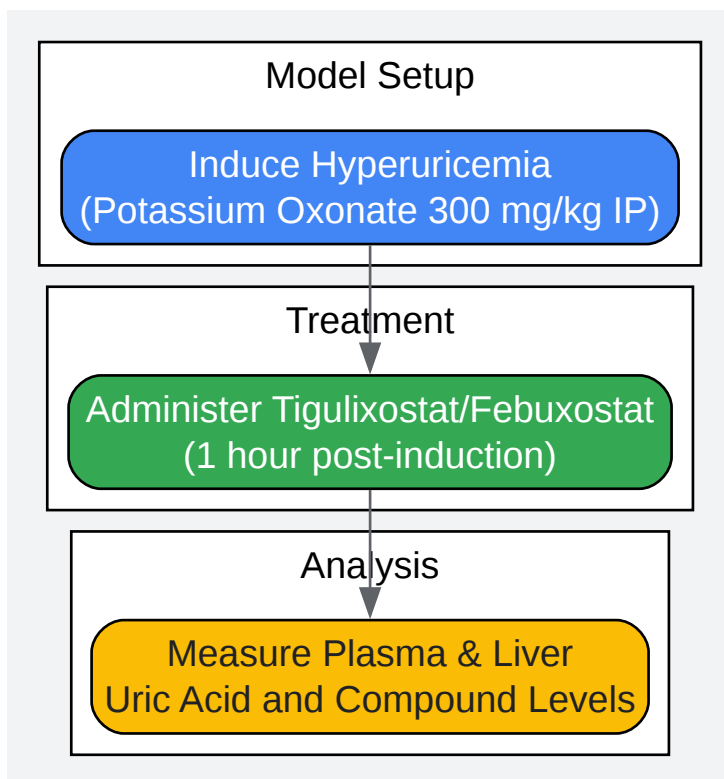 Model Setup
Induce Hyperuricemia
(Potassium Oxonate 300 mg/kg IP)
Treatment
Administer Tigulixostat/Febuxostat
(1 hour post-induction)
Analysis
Measure Plasma & Liver
Uric Acid and Compound Levels